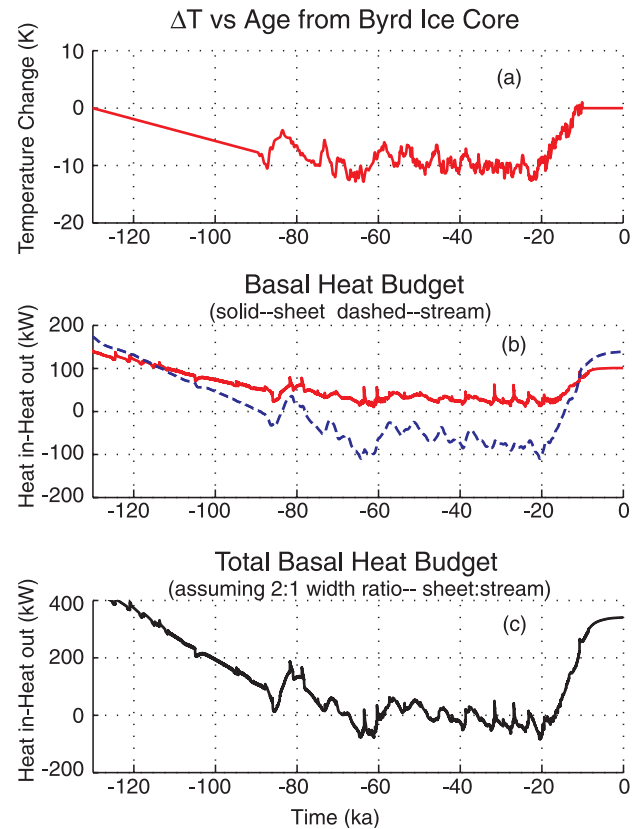 ΔT vs Age from Byrd Ice Core
Temperature Change (K)
10
0
-10
-20
(a)
-120 -100 -80 -60 -40 -20 0
Basal Heat Budget
(solid--sheet dashed--stream)
Heat in-Heat out (kW)
200
100
0
-100
-200
(b)
-120 -100 -80 -60 -40 -20 0
Total Basal Heat Budget
(assuming 2:1 width ratio-- sheet:stream)
Heat in-Heat out (kW)
400
200
0
-200
(c)
-120 -100 -80 -60 -40 -20 0
Time (ka)